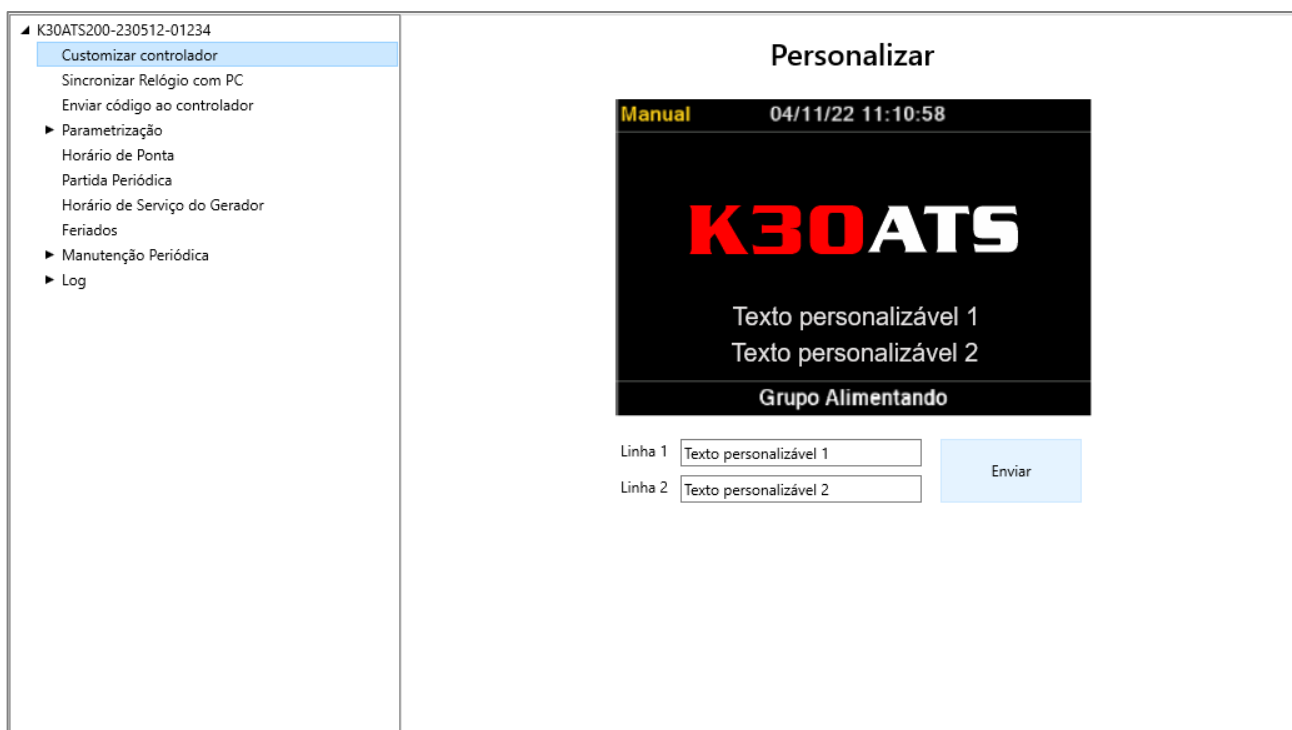 K30ATS200-230512-01234
Customizar controlador
Sincronizar Relógio com PC
Enviar código ao controlador
Parametrização
Horário de Ponta
Partida Periódica
Horário de Serviço do Gerador
Feriados
Manutenção Periódica
Log
Personalizar
Manual 04/11/22 11:10:58
K30ATS
Texto personalizável 1
Texto personalizável 2
Grupo Alimentando
Linha 1 Texto personalizável 1
Linha 2 Texto personalizável 2
Enviar